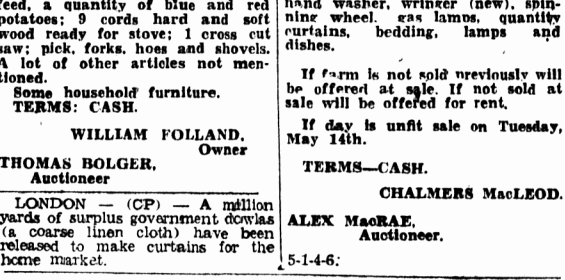 feed, a quantity of blue and red
potatoes; 9 cords hard and soft
wood ready for stove; 1 cross cut
saw; pick, forks, hoes and shovels.
A lot of other articles not men-
tioned.
Some household furniture.
TERMS: CASH.
WILLIAM FOLLAND,
Owner
THOMAS BOLGER,
Auctioneer
LONDON — (CP) — A million
yards of surplus government dowlas
(a coarse linen cloth) have been
released to make curtains for the
home market.
hand washer, wringer (new), spin-
ning wheel, gas lamps, quantity
curtains, bedding, lamps and
dishes.
If farm is not sold previously will
be offered at sale. If not sold at
sale will be offered for rent.
If day is unfit sale on Tuesday,
May 14th.
TERMS—CASH.
CHALMERS MacLEOD.
ALEX MacRAE,
Auctioneer.
5-1-4-6: